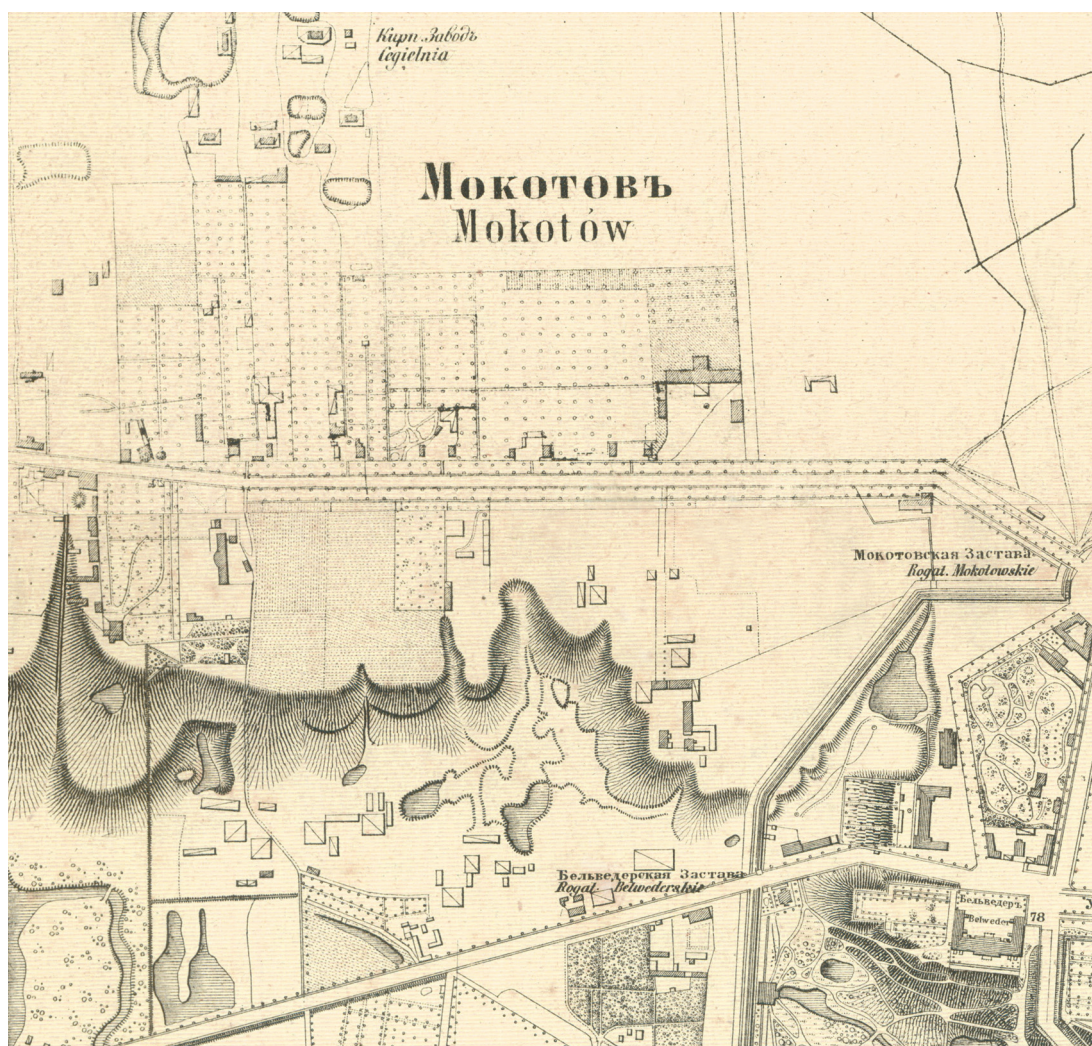 Кирп. Заводъ
Cegielnia
Мокотовъ
Mokotów
Мокотовская Застава
Rogat. Mokotowskie
Бельведерская Застава
Rogat. Belwederskie
Бельведеръ
Belweder
78